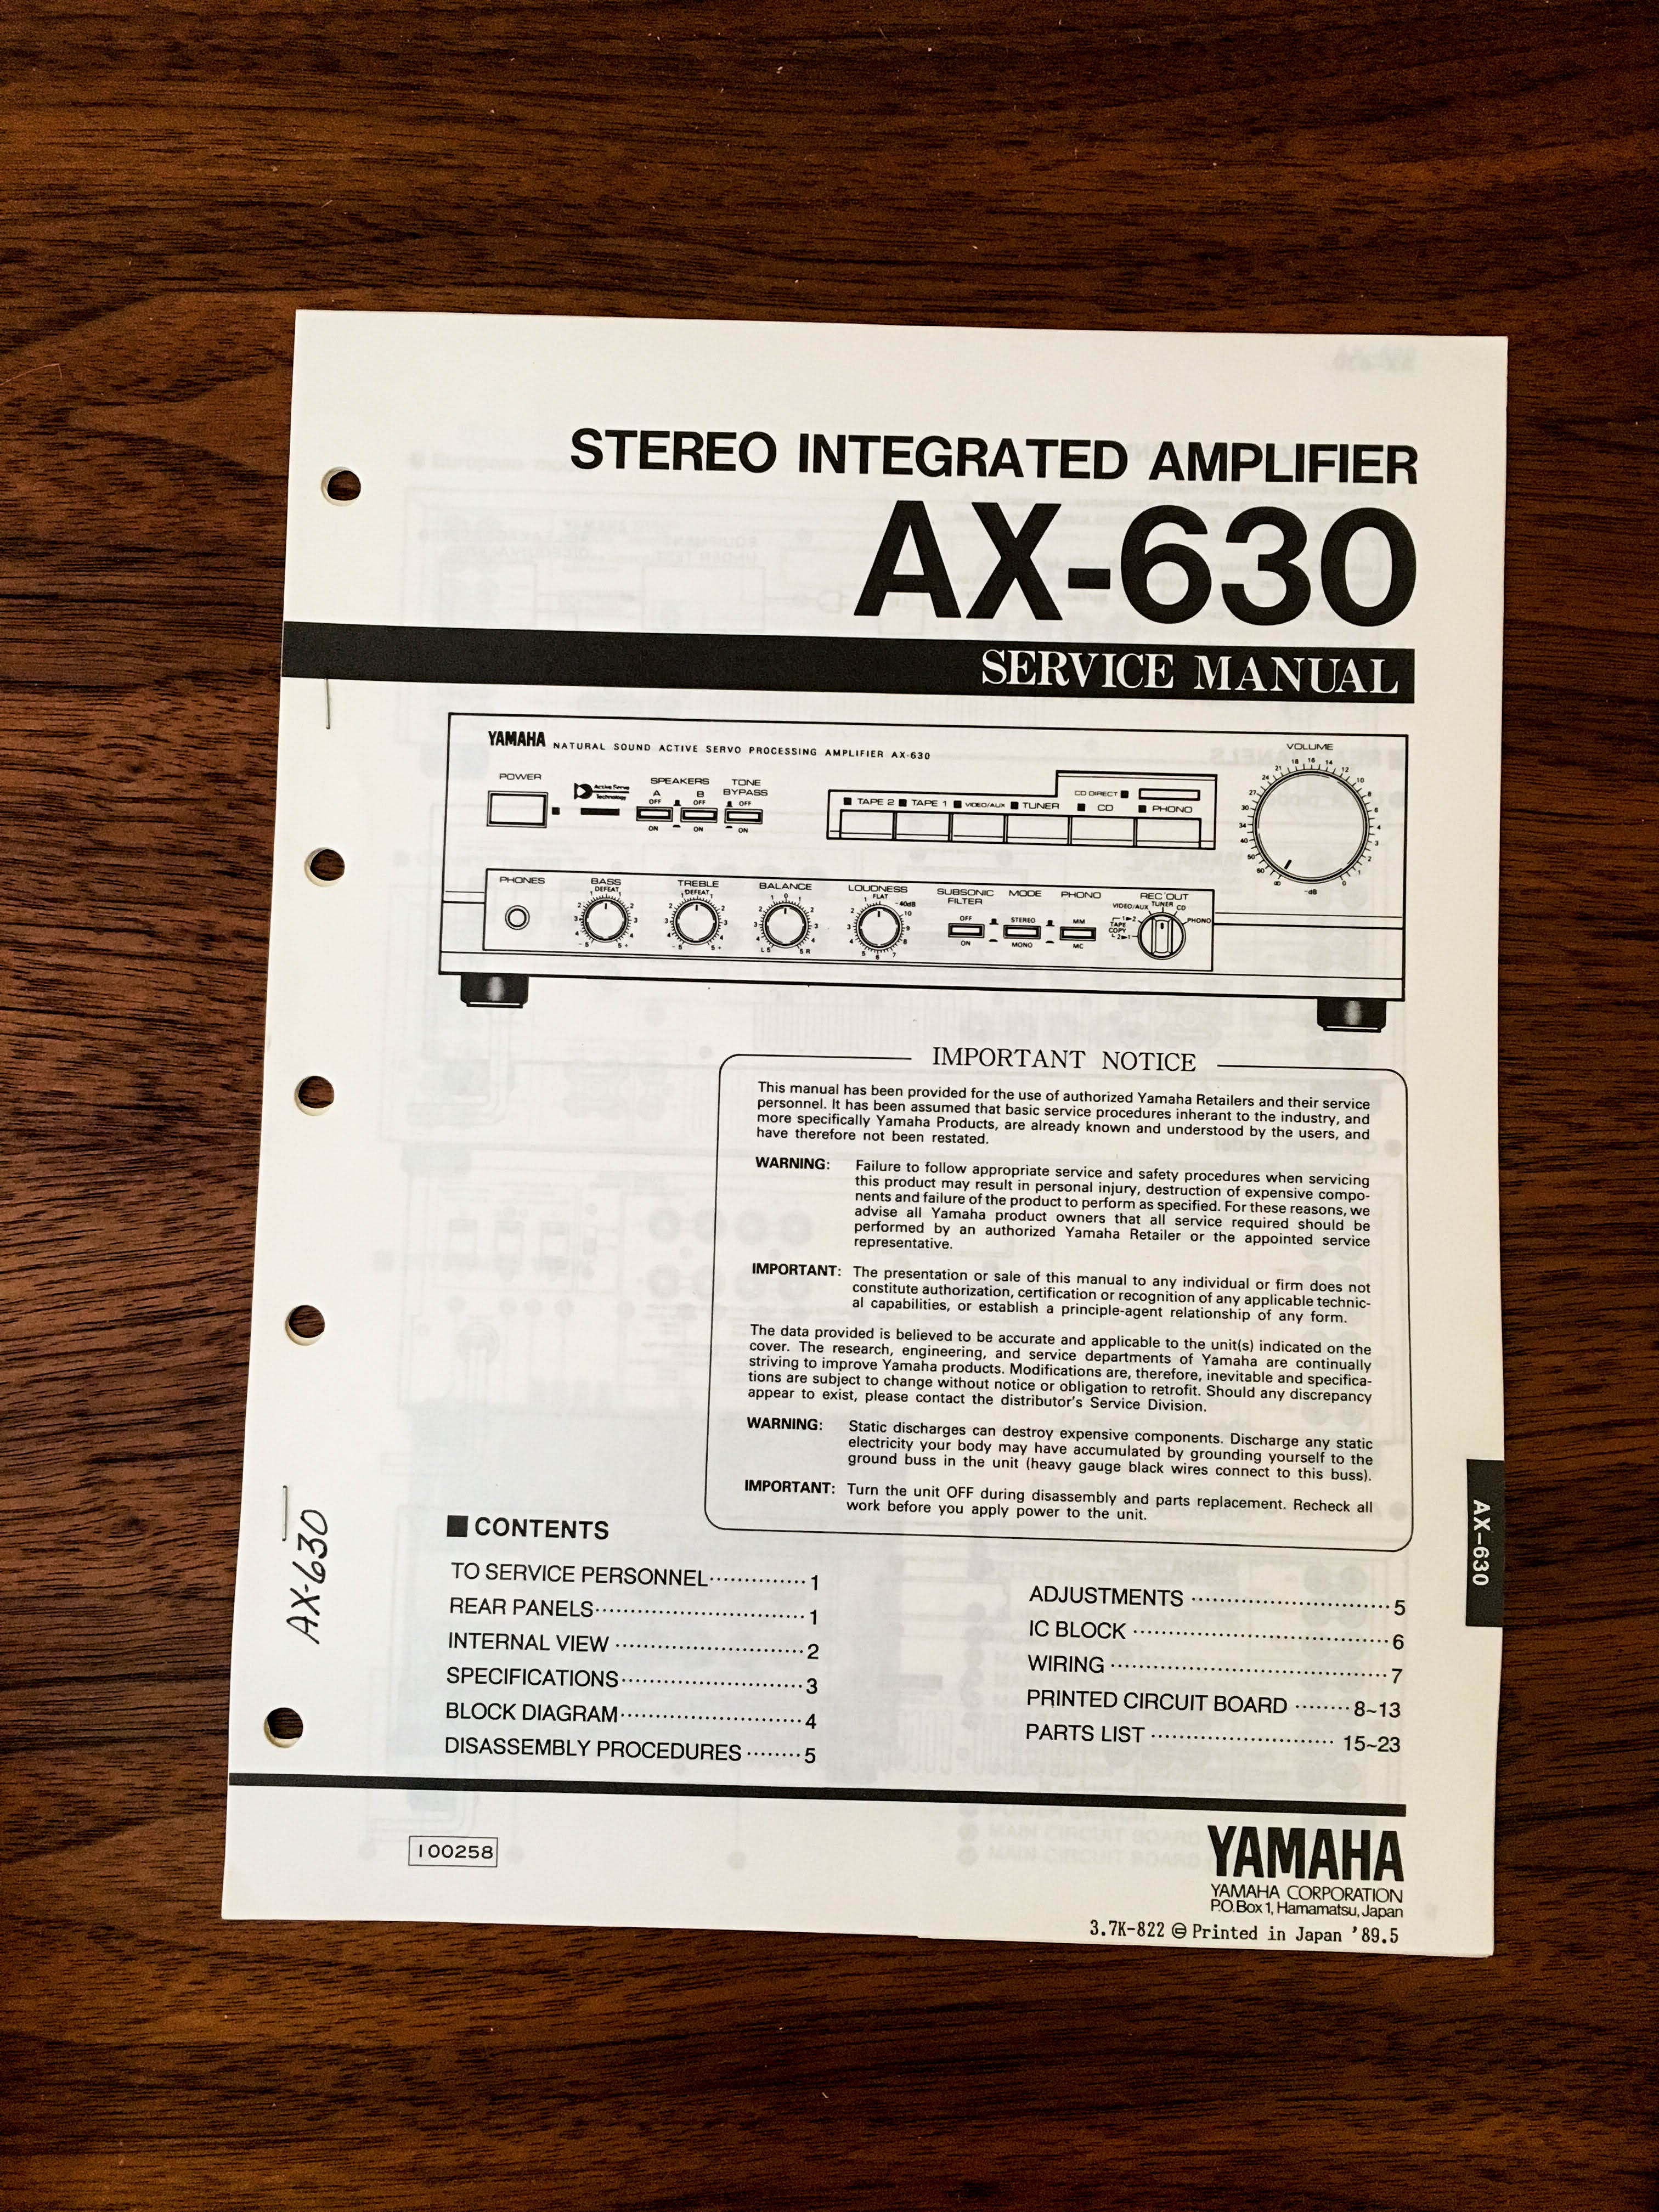 STEREO INTEGRATED AMPLIFIER
AX-630
SERVICE MANUAL
YAMAHA NATURAL SOUND ACTIVE SERVO PROCESSING AMPLIFIER AX-630
VOLUME
POWER
Active Servo
Technology
SPEAKERS
A B
OFF OFF
ON ON
TONE
BYPASS
OFF
ON
CD DIRECT
TAPE 2 TAPE 1 VIDEO/AUX TUNER CD PHONO
-dB
PHONES
BASS
DEFEAT
TREBLE
DEFEAT
BALANCE
LOUDNESS
FLAT
-40dB
SUBSONIC
FILTER
OFF
ON
MODE
STEREO
MONO
PHONO
MM
MC
REC OUT
VIDEO/AUX TUNER CD
PHONO
TAPE
COPY
IMPORTANT NOTICE
This manual has been provided for the use of authorized Yamaha Retailers and their service
personnel. It has been assumed that basic service procedures inherant to the industry, and
more specifically Yamaha Products, are already known and understood by the users, and
have therefore not been restated.
WARNING: Failure to follow appropriate service and safety procedures when servicing
this product may result in personal injury, destruction of expensive compo-
nents and failure of the product to perform as specified. For these reasons, we
advise all Yamaha product owners that all service required should be
performed by an authorized Yamaha Retailer or the appointed service
representative.
IMPORTANT: The presentation or sale of this manual to any individual or firm does not
constitute authorization, certification or recognition of any applicable technic-
al capabilities, or establish a principle-agent relationship of any form.
The data provided is believed to be accurate and applicable to the unit(s) indicated on the
cover. The research, engineering, and service departments of Yamaha are continually
striving to improve Yamaha products. Modifications are, therefore, inevitable and specifica-
tions are subject to change without notice or obligation to retrofit. Should any discrepancy
appear to exist, please contact the distributor's Service Division.
WARNING: Static discharges can destroy expensive components. Discharge any static
electricity your body may have accumulated by grounding yourself to the
ground buss in the unit (heavy gauge black wires connect to this buss).
IMPORTANT: Turn the unit OFF during disassembly and parts replacement. Recheck all
work before you apply power to the unit.
AX-630
AX-630
■ CONTENTS
TO SERVICE PERSONNEL··············1
REAR PANELS······························1
INTERNAL VIEW ···························2
SPECIFICATIONS··························3
BLOCK DIAGRAM··························4
DISASSEMBLY PROCEDURES ········5
ADJUSTMENTS ····························5
IC BLOCK ·····································6
WIRING ········································7
PRINTED CIRCUIT BOARD ········8~13
PARTS LIST ·························· 15~23
100258
YAMAHA
YAMAHA CORPORATION
P.O.Box 1, Hamamatsu, Japan
3.7K-822 © Printed in Japan '89.5